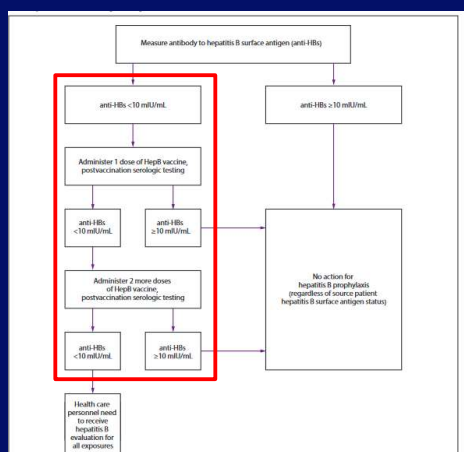 Measure antibody to hepatitis B surface antigen (anti-HBs)
anti-HBs <10 mIU/mL
anti-HBs ≥10 mIU/mL
Administer 1 dose of HepB vaccine,
postvaccination serologic testing
anti-HBs
<10 mIU/mL
anti-HBs
≥10 mIU/mL
No action for
hepatitis B prophylaxis
(regardless of source patient
hepatitis B surface antigen status)
Administer 2 more doses
of HepB vaccine,
postvaccination serologic testing
anti-HBs
<10 mIU/mL
anti-HBs
≥10 mIU/mL
Health care
personnel need
to receive
hepatitis B
evaluation for
all exposures